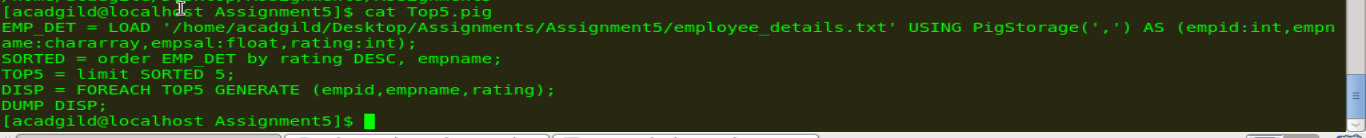 [acadgild@localhost Assignment5]$ cat Top5.pig
EMP_DET = LOAD '/home/acadgild/Desktop/Assignments/Assignment5/employee_details.txt' USING PigStorage(',') AS (empid:int,empn
ame:chararray,empsal:float,rating:int);
SORTED = order EMP_DET by rating DESC, empname;
TOP5 = limit SORTED 5;
DISP = FOREACH TOP5 GENERATE (empid,empname,rating);
DUMP DISP;
[acadgild@localhost Assignment5]$